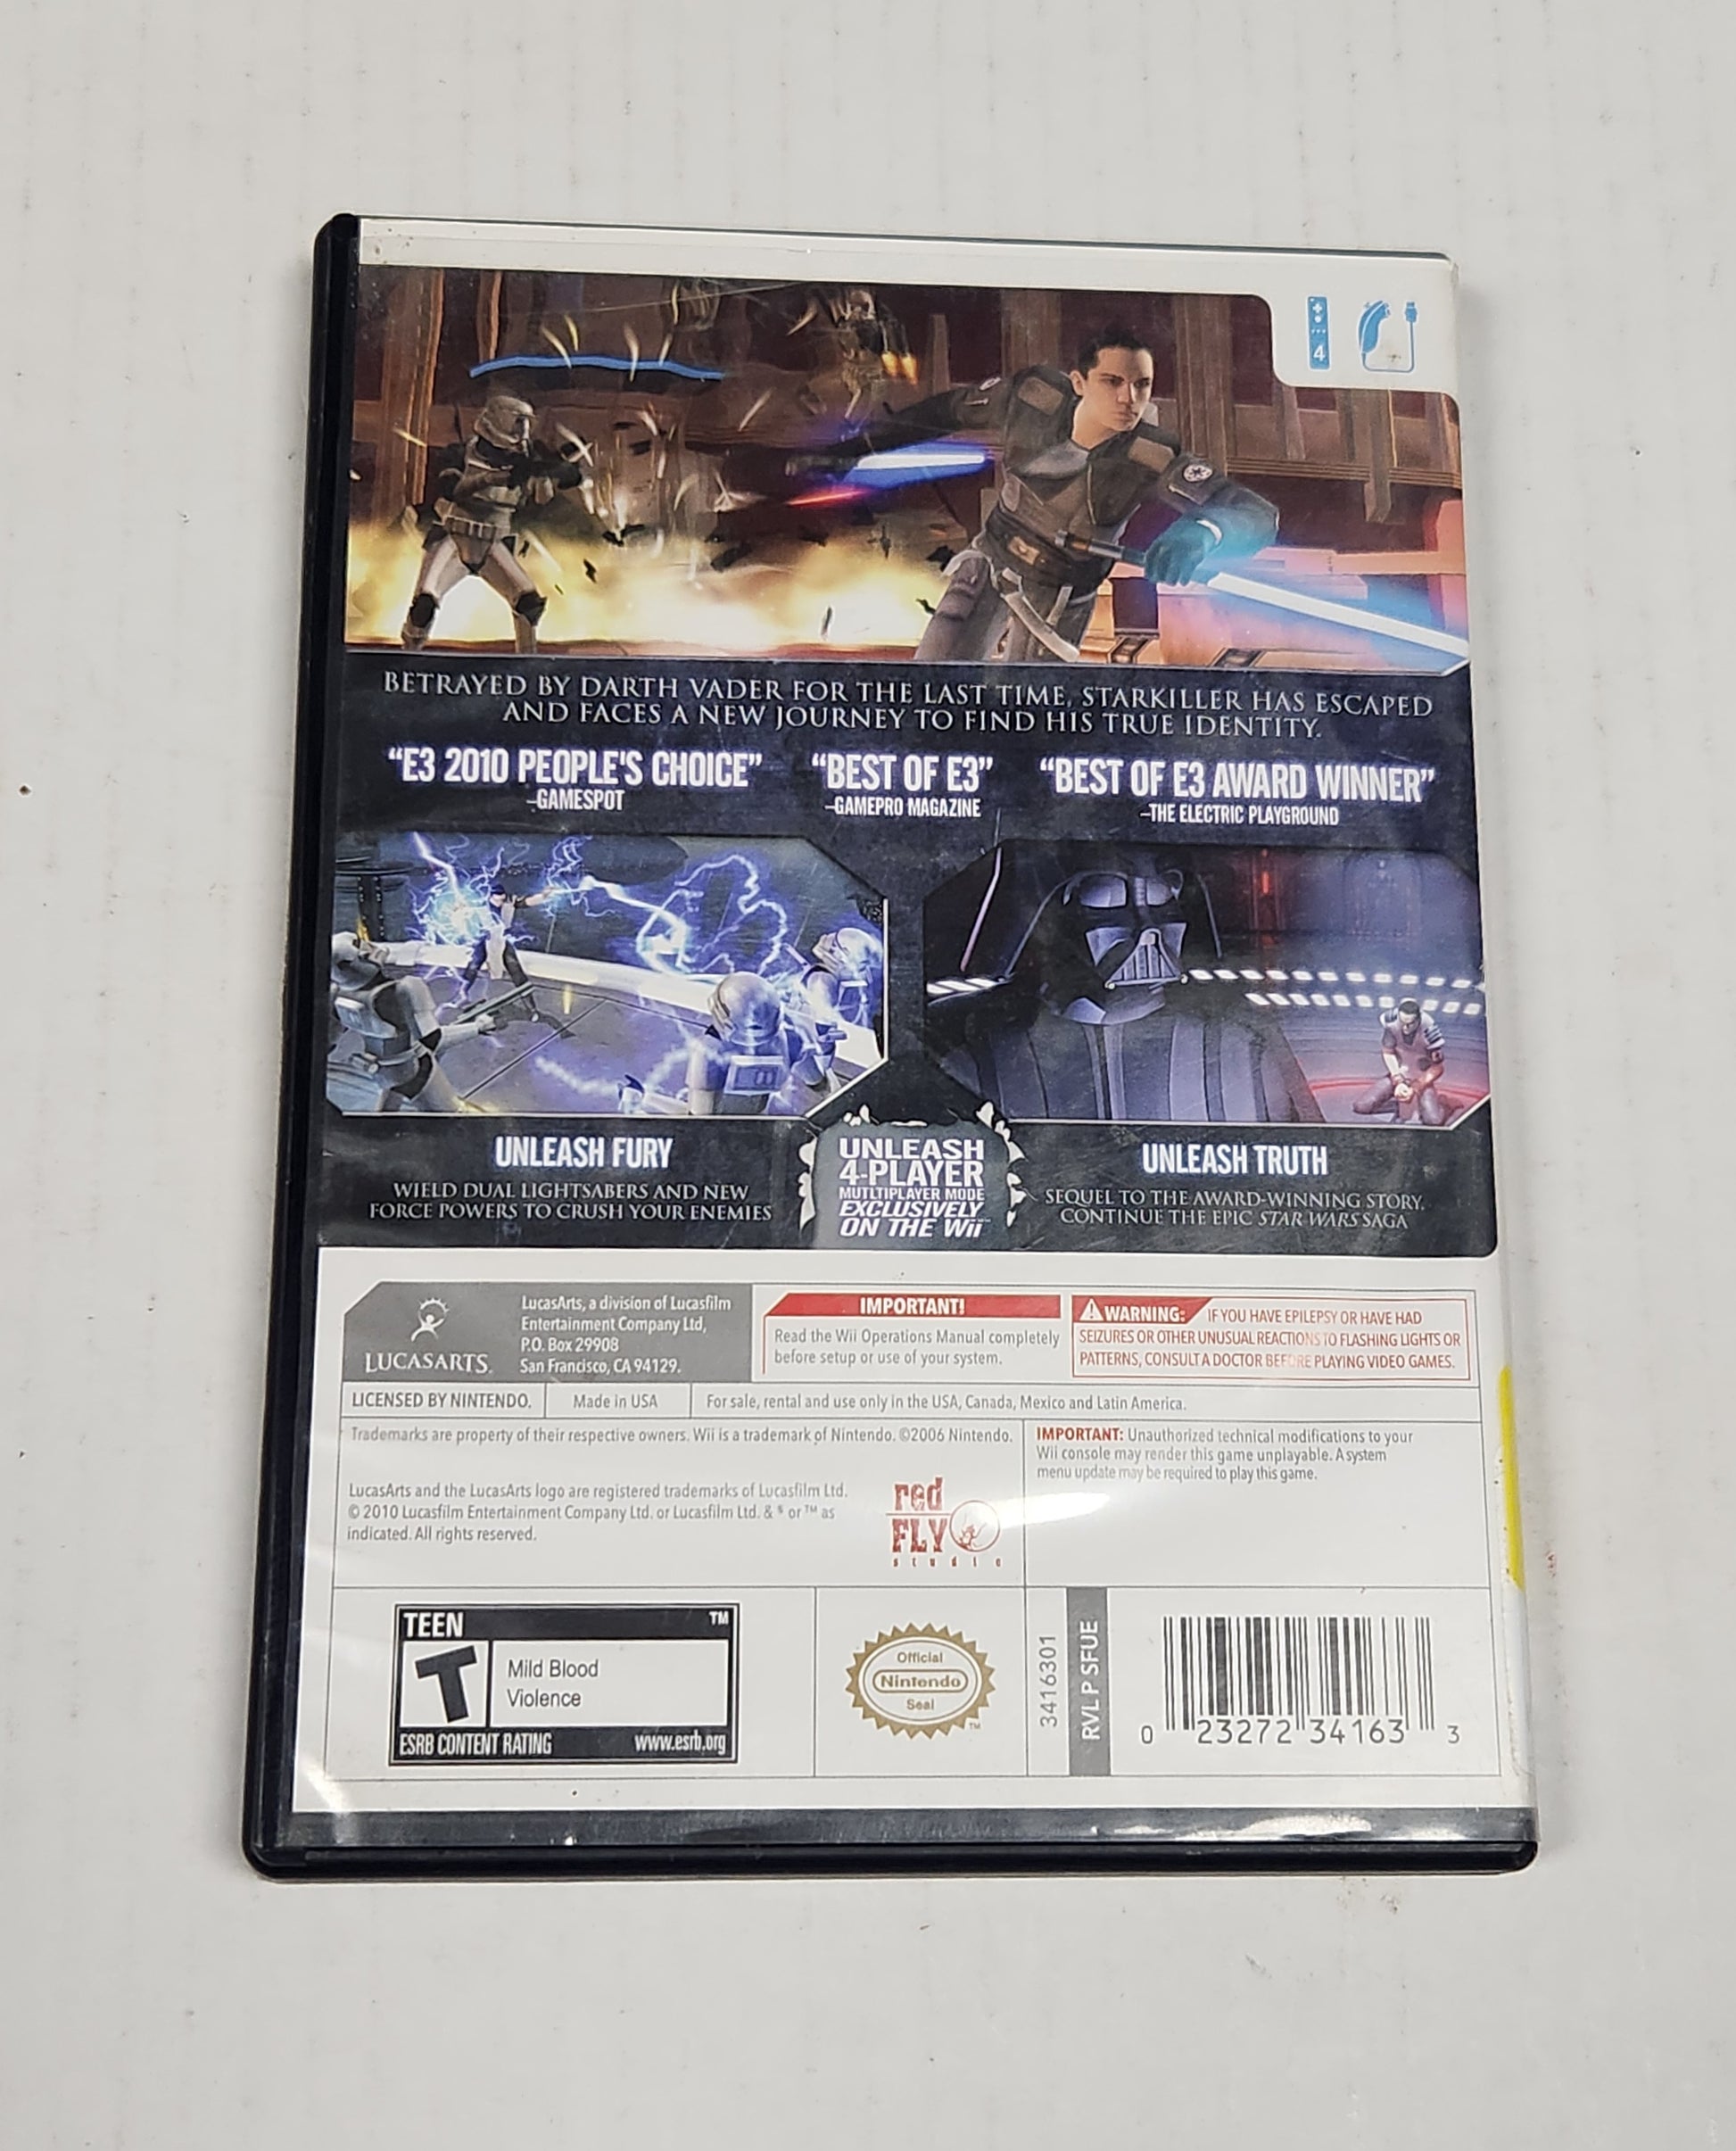 4
BETRAYED BY DARTH VADER FOR THE LAST TIME, STARKILLER HAS ESCAPED
AND FACES A NEW JOURNEY TO FIND HIS TRUE IDENTITY.
“E3 2010 PEOPLE'S CHOICE”
–GAMESPOT
“BEST OF E3”
–GAMEPRO MAGAZINE
“BEST OF E3 AWARD WINNER”
–THE ELECTRIC PLAYGROUND
UNLEASH FURY
WIELD DUAL LIGHTSABERS AND NEW
FORCE POWERS TO CRUSH YOUR ENEMIES
UNLEASH
4-PLAYER
MUTLTIPLAYER MODE
EXCLUSIVELY
ON THE Wii™
UNLEASH TRUTH
SEQUEL TO THE AWARD-WINNING STORY,
CONTINUE THE EPIC STAR WARS SAGA
LUCASARTS.
LucasArts, a division of Lucasfilm
Entertainment Company Ltd,
P.O. Box 29908
San Francisco, CA 94129.
IMPORTANT!
Read the Wii Operations Manual completely
before setup or use of your system.
WARNING: IF YOU HAVE EPILEPSY OR HAVE HAD
SEIZURES OR OTHER UNUSUAL REACTIONS TO FLASHING LIGHTS OR
PATTERNS, CONSULT A DOCTOR BEFORE PLAYING VIDEO GAMES.
LICENSED BY NINTENDO.
Made in USA
For sale, rental and use only in the USA, Canada, Mexico and Latin America.
Trademarks are property of their respective owners. Wii is a trademark of Nintendo. ©2006 Nintendo.
LucasArts and the LucasArts logo are registered trademarks of Lucasfilm Ltd.
© 2010 Lucasfilm Entertainment Company Ltd. or Lucasfilm Ltd. & ® or ™ as
indicated. All rights reserved.
red
FLY
studio
IMPORTANT: Unauthorized technical modifications to your
Wii console may render this game unplayable. A system
menu update may be required to play this game.
TEEN ™
T
Mild Blood
Violence
ESRB CONTENT RATING www.esrb.org
Official
Nintendo
Seal
™
3416301
RVL P SFUE
0 23272 34163 3